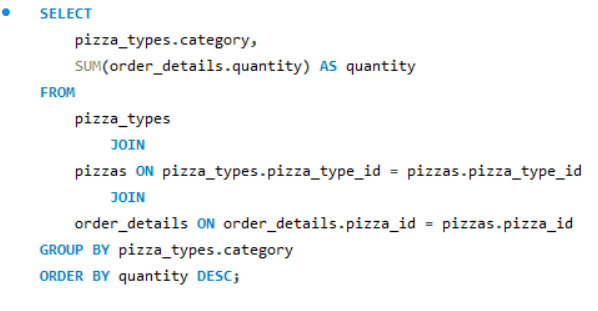 SELECT
pizza_types.category,
SUM(order_details.quantity) AS quantity
FROM
pizza_types
JOIN
pizzas ON pizza_types.pizza_type_id = pizzas.pizza_type_id
JOIN
order_details ON order_details.pizza_id = pizzas.pizza_id
GROUP BY pizza_types.category
ORDER BY quantity DESC;